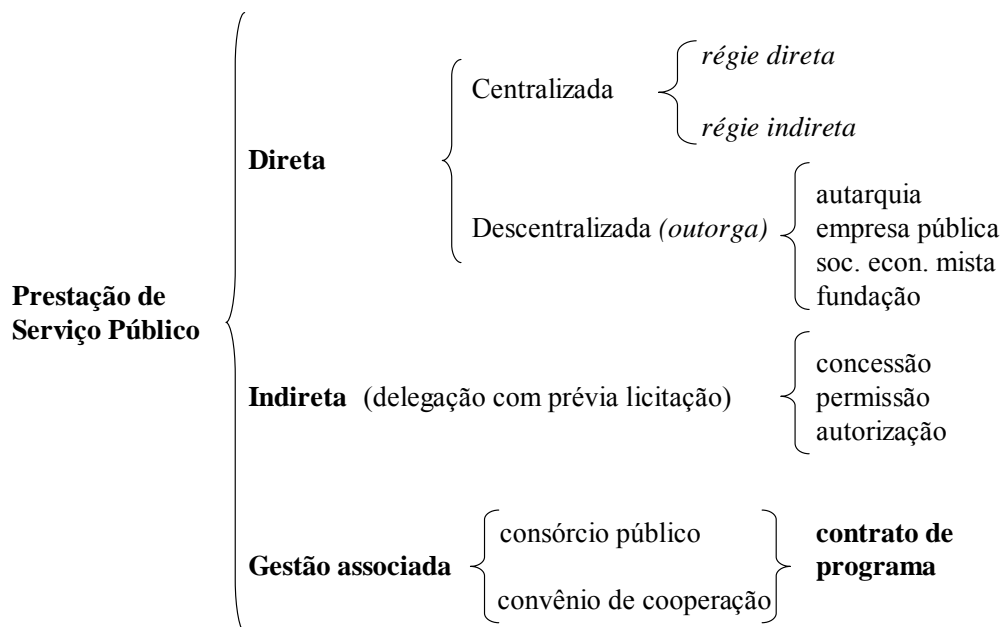 régie direta
Centralizada
régie indireta
Direta
autarquia
Descentralizada (outorga)
empresa pública
soc. econ. mista
fundação
Prestação de
Serviço Público
concessão
Indireta (delegação com prévia licitação)
permissão
autorização
consórcio público
contrato de
Gestão associada
programa
convênio de cooperação